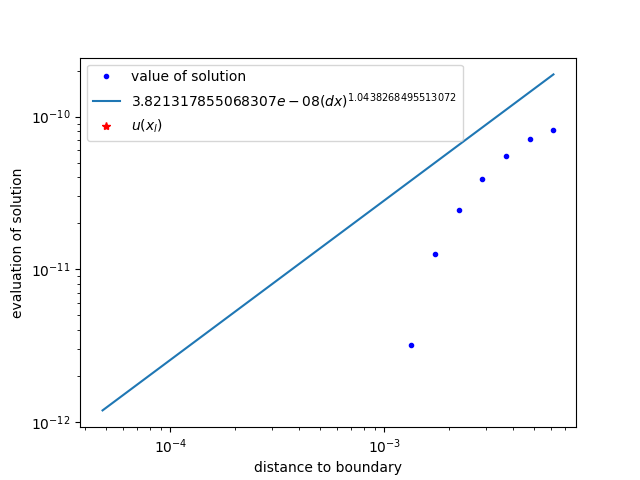 value of solution
3.821317855068307e − 08(dx)^1.0438268495513072
u(x_l)
10^−10
10^−11
10^−12
evaluation of solution
10^−4
10^−3
distance to boundary